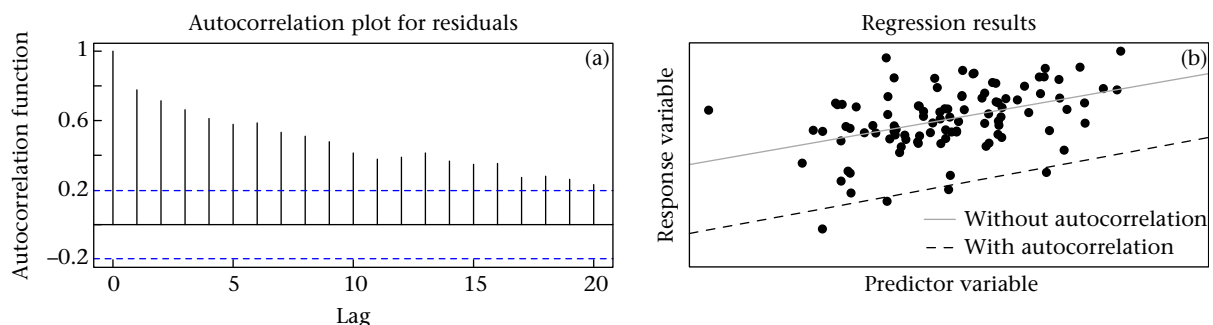 Autocorrelation plot for residuals
(a)
Autocorrelation function
1
0.6
0.2
–0.2
0 5 10 15 20
Lag
Regression results
(b)
Response variable
Without autocorrelation
With autocorrelation
Predictor variable